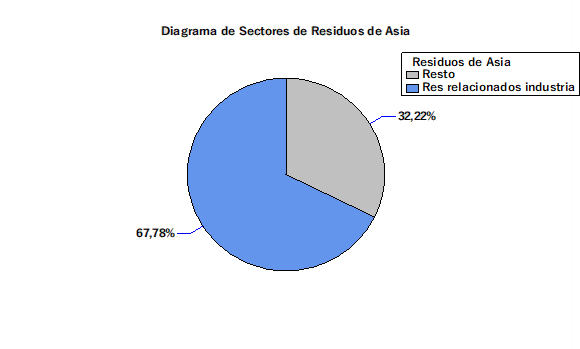 Diagrama de Sectores de Residuos de Asia
Residuos de Asia
Resto
Res relacionados industria
32,22%
67,78%